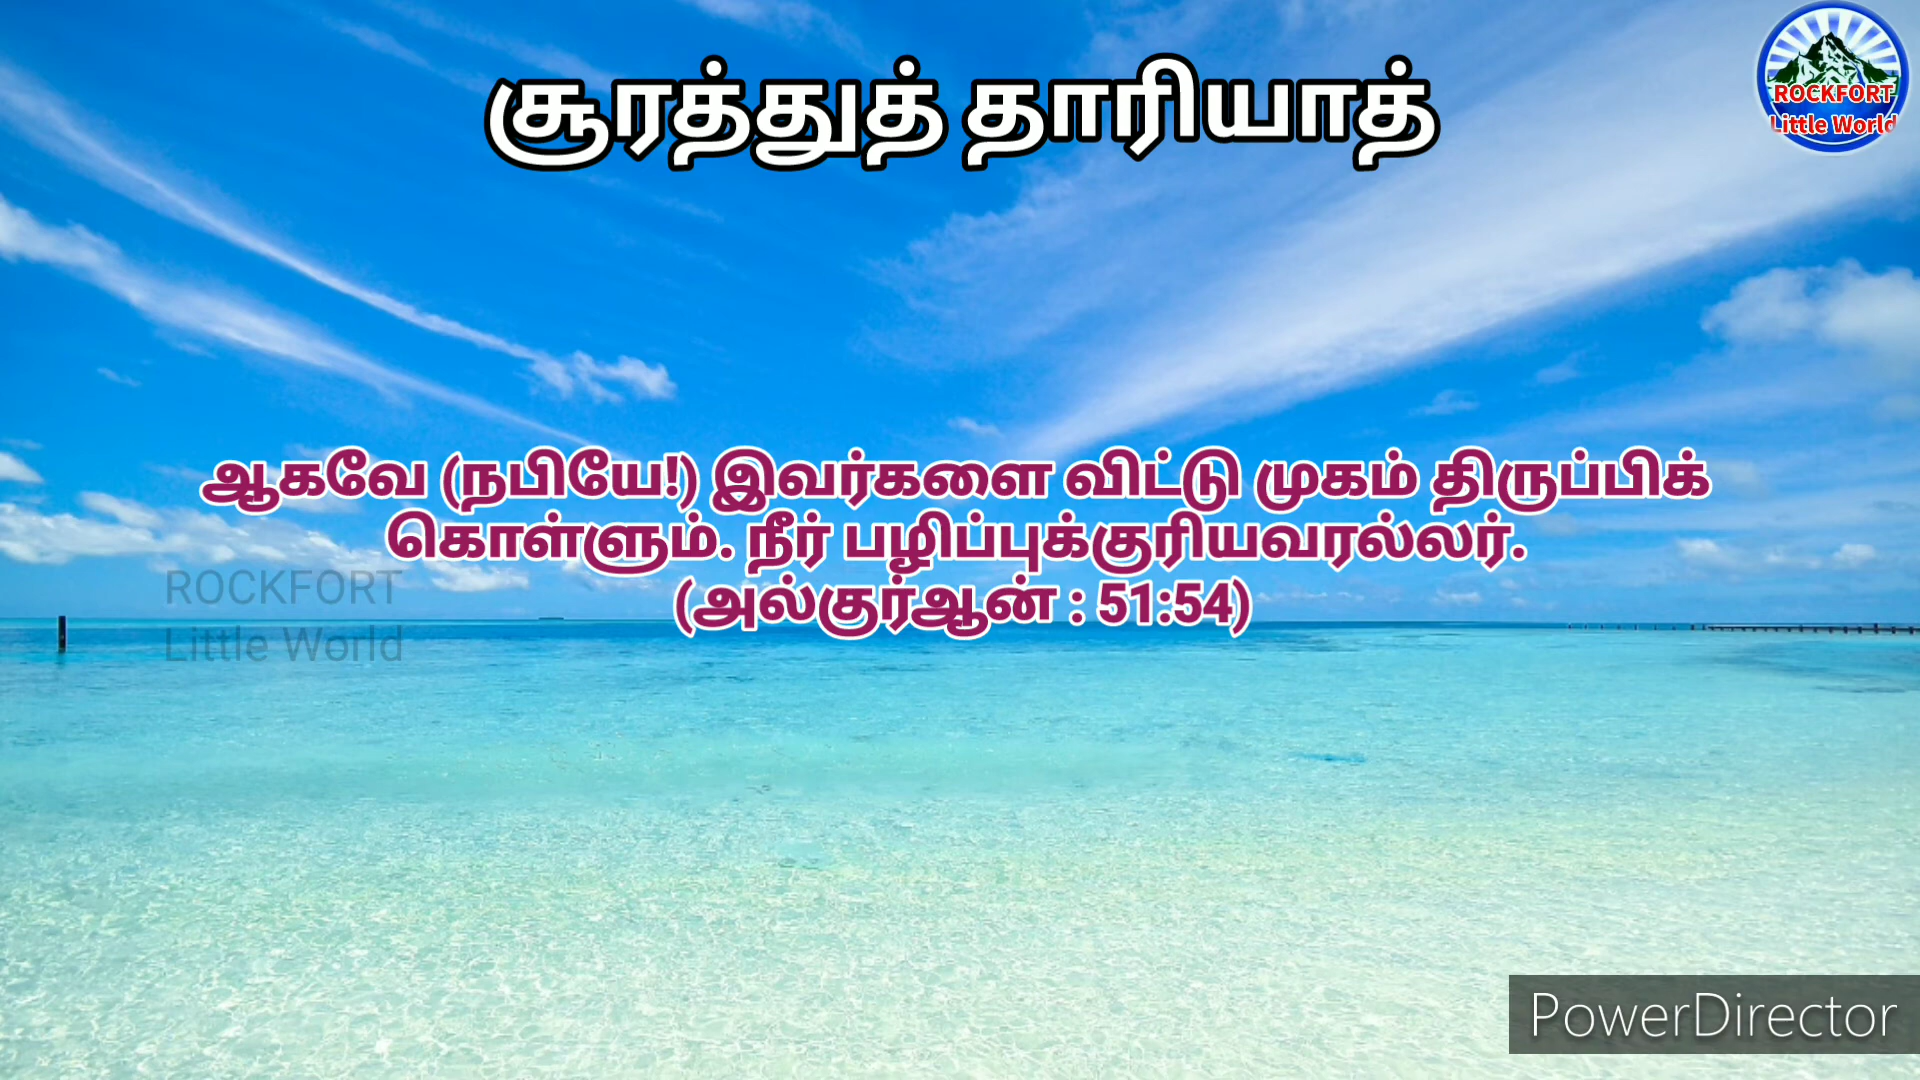 சூரத்துத் தாரியாத்
ROCKFORT
Little World
ஆகவே (நபியே!) இவர்களை விட்டு முகம் திருப்பிக்
கொள்ளும். நீர் பழிப்புக்குரியவரல்லர்.
(அல்குர்ஆன் : 51:54)
ROCKFORT
Little World
PowerDirector